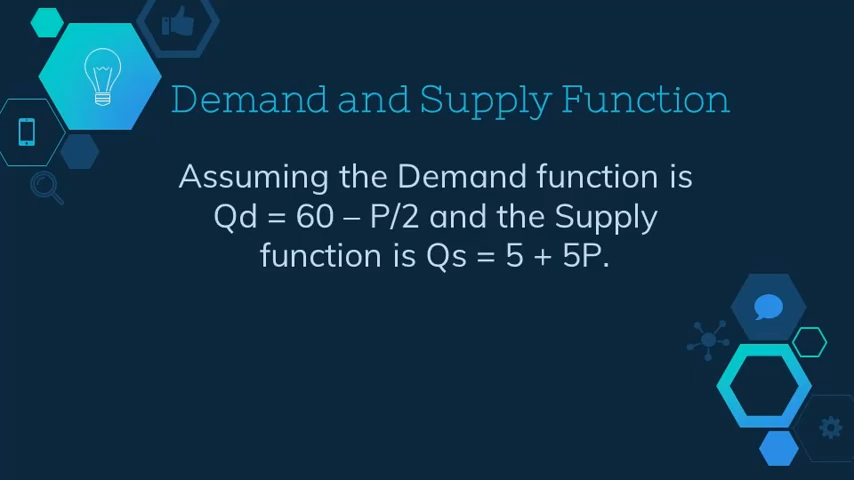 Demand and Supply Function
Assuming the Demand function is
Qd = 60 – P/2 and the Supply
function is Qs = 5 + 5P.